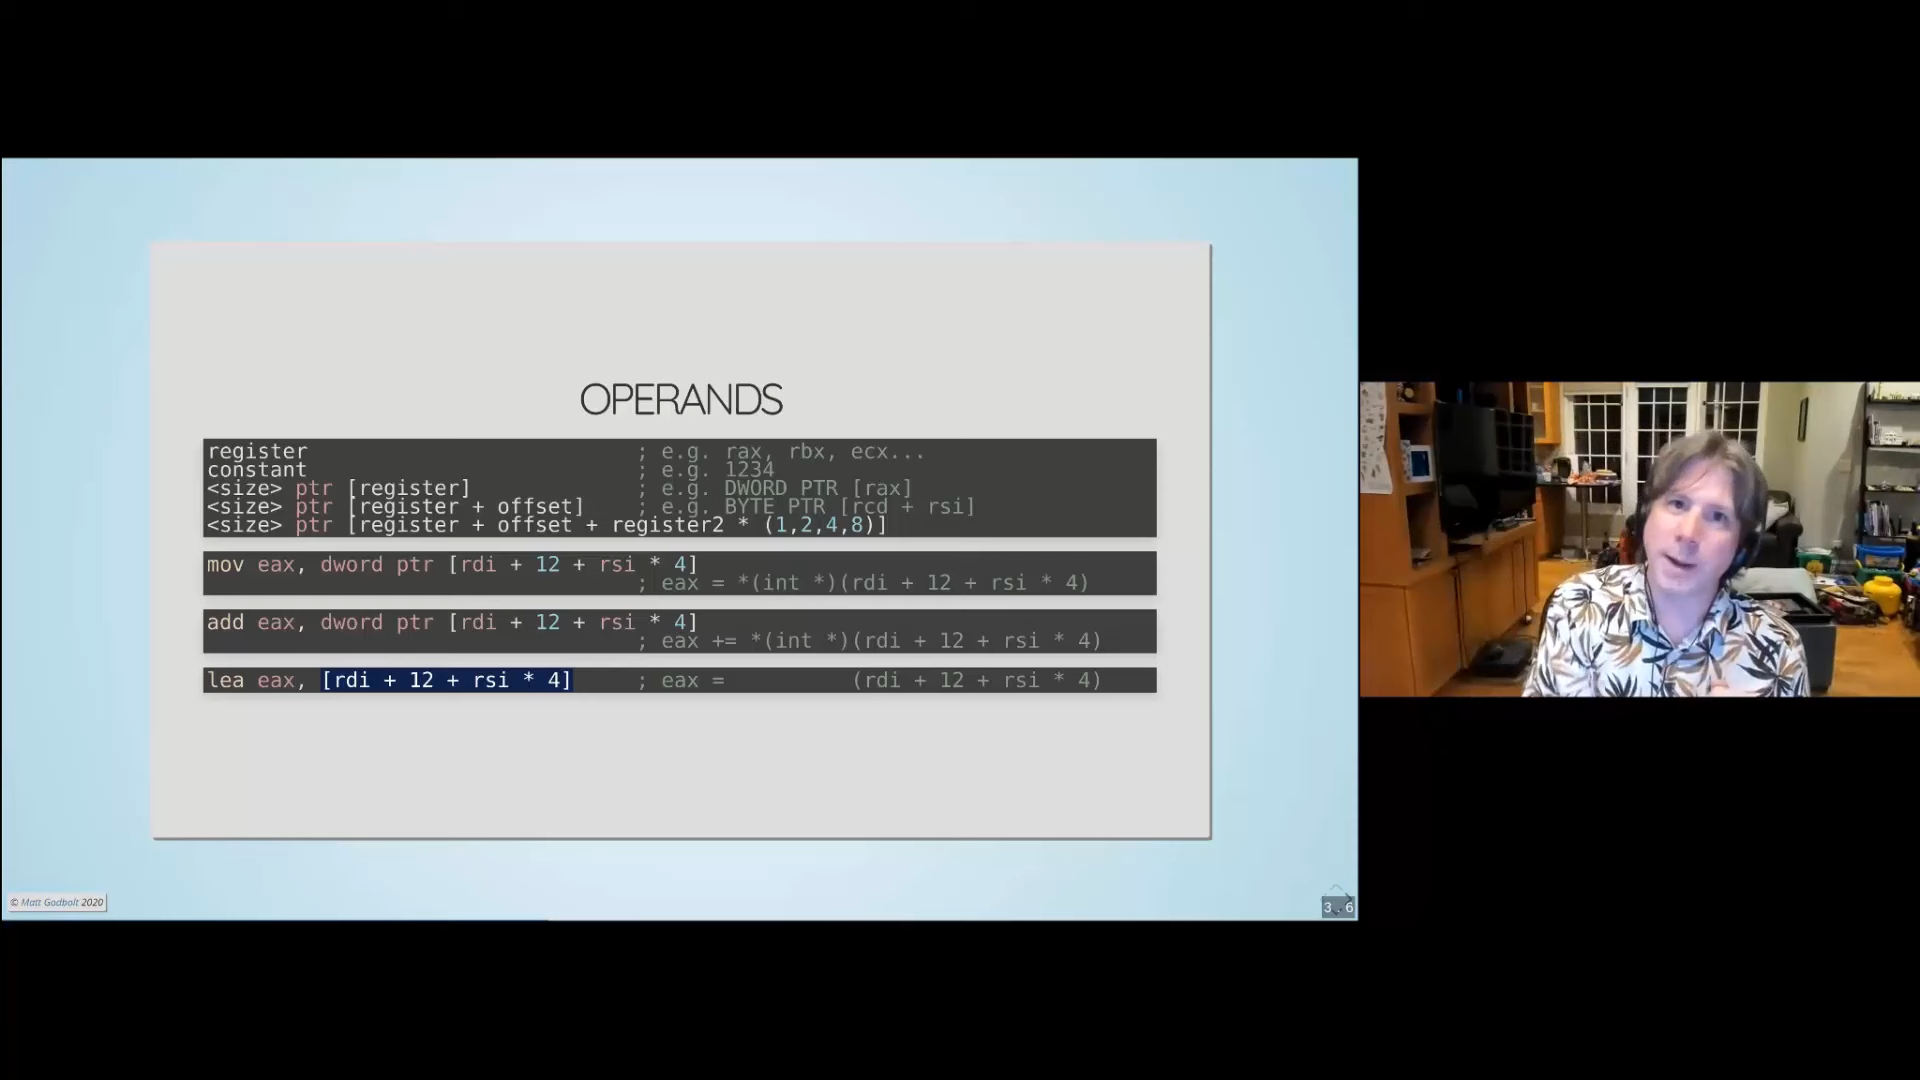 OPERANDS
register ; e.g. rax, rbx, ecx...
constant ; e.g. 1234
<size> ptr [register] ; e.g. DWORD PTR [rax]
<size> ptr [register + offset] ; e.g. BYTE PTR [rcd + rsi]
<size> ptr [register + offset + register2 * (1,2,4,8)]
mov eax, dword ptr [rdi + 12 + rsi * 4]
; eax = *(int *)(rdi + 12 + rsi * 4)
add eax, dword ptr [rdi + 12 + rsi * 4]
; eax += *(int *)(rdi + 12 + rsi * 4)
lea eax, [rdi + 12 + rsi * 4] ; eax = (rdi + 12 + rsi * 4)
© Matt Godbolt 2020
3.6